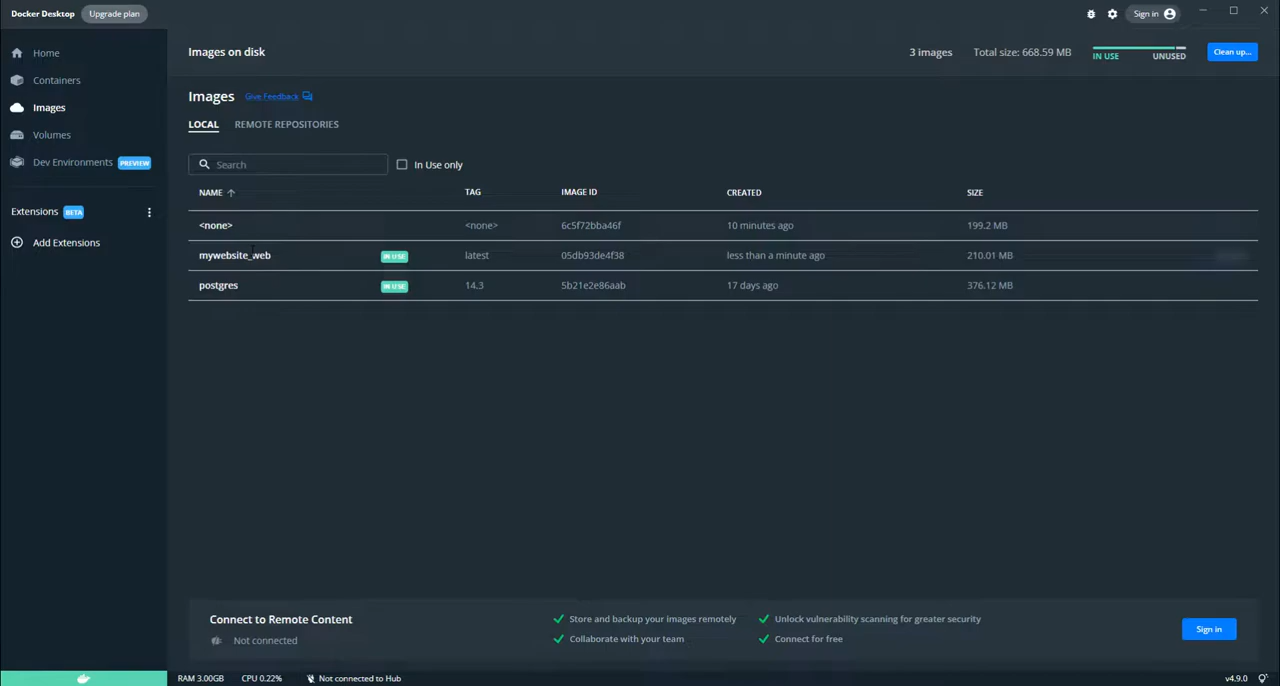 Docker Desktop Upgrade plan Sign in
Home
Containers
Images
Volumes
Dev Environments PREVIEW
Extensions BETA
Add Extensions
Images on disk 3 images Total size: 668.59 MB IN USE UNUSED Clean up...
Images Give Feedback
LOCAL REMOTE REPOSITORIES
Search In Use only
NAME TAG IMAGE ID CREATED SIZE
<none> <none> 6c5f72bba46f 10 minutes ago 199.2 MB
mywebsite_web IN USE latest 05db93de4f38 less than a minute ago 210.01 MB
postgres IN USE 14.3 5b21e2e86aab 17 days ago 376.12 MB
Connect to Remote Content
Not connected
Store and backup your images remotely Unlock vulnerability scanning for greater security
Collaborate with your team Connect for free
Sign in
RAM 3.00GB CPU 0.22% Not connected to Hub v4.9.0